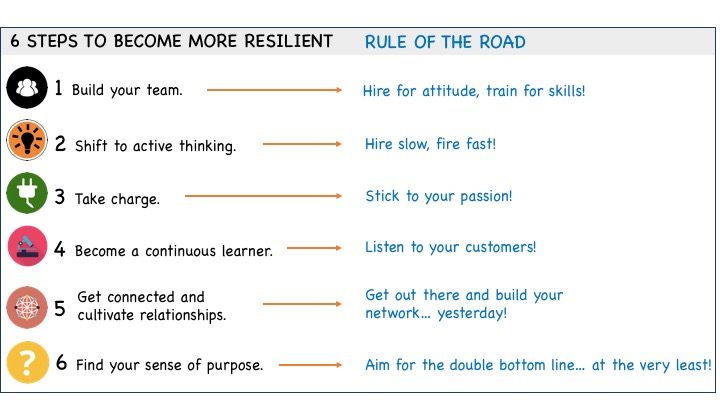 6 STEPS TO BECOME MORE RESILIENT RULE OF THE ROAD
1 Build your team. Hire for attitude, train for skills!
2 Shift to active thinking. Hire slow, fire fast!
3 Take charge. Stick to your passion!
4 Become a continuous learner. Listen to your customers!
5 Get connected and
cultivate relationships.
Get out there and build your
network... yesterday!
6 Find your sense of purpose. Aim for the double bottom line... at the very least!
?